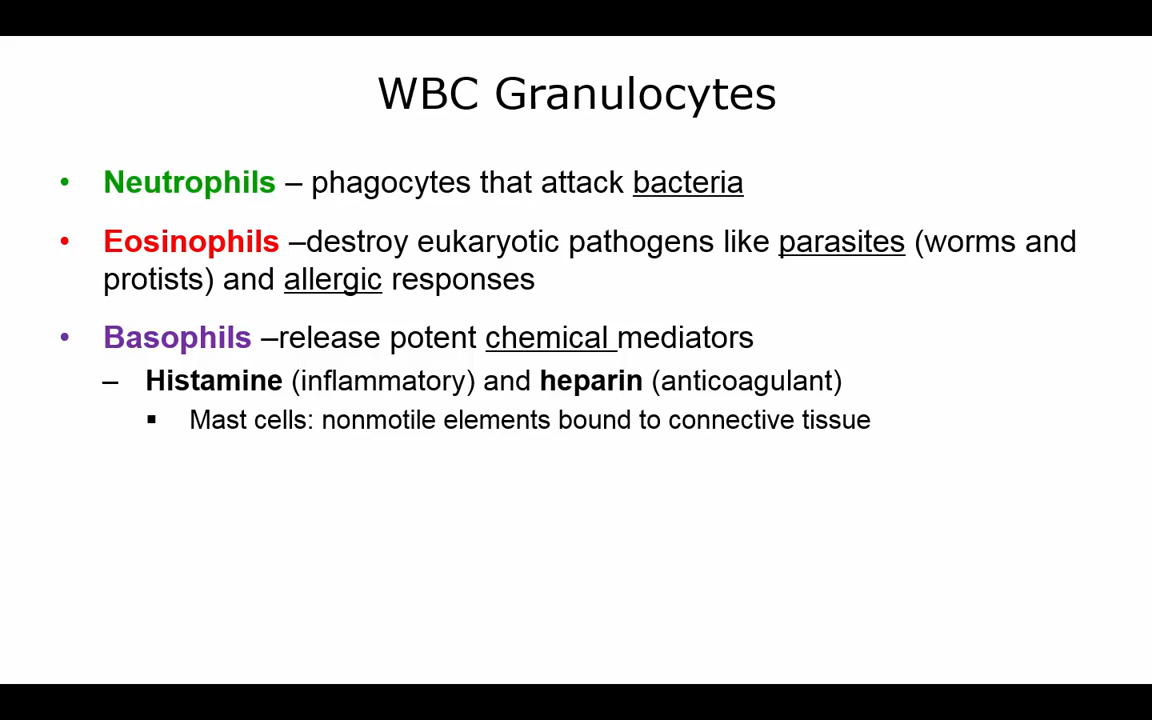 WBC Granulocytes
• Neutrophils – phagocytes that attack bacteria
• Eosinophils –destroy eukaryotic pathogens like parasites (worms and
protists) and allergic responses
• Basophils –release potent chemical mediators
– Histamine (inflammatory) and heparin (anticoagulant)
▪ Mast cells: nonmotile elements bound to connective tissue